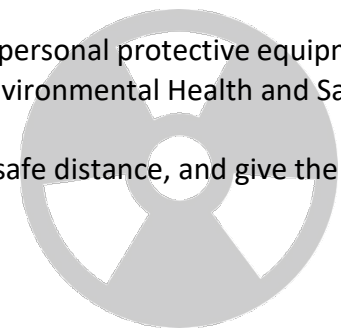 personal protective equipm
vironmental Health and Sa
safe distance, and give the